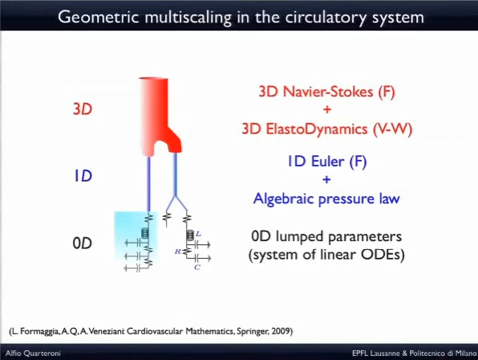 Geometric multiscaling in the circulatory system
3D
3D Navier-Stokes (F)
+
3D ElastoDynamics (V-W)
1D
1D Euler (F)
+
Algebraic pressure law
0D
L
R
C
0D lumped parameters
(system of linear ODEs)
(L. Formaggia, A.Q, A. Veneziani: Cardiovascular Mathematics, Springer, 2009)
Alfio Quarteroni
EPFL Lausanne & Politecnico di Milano